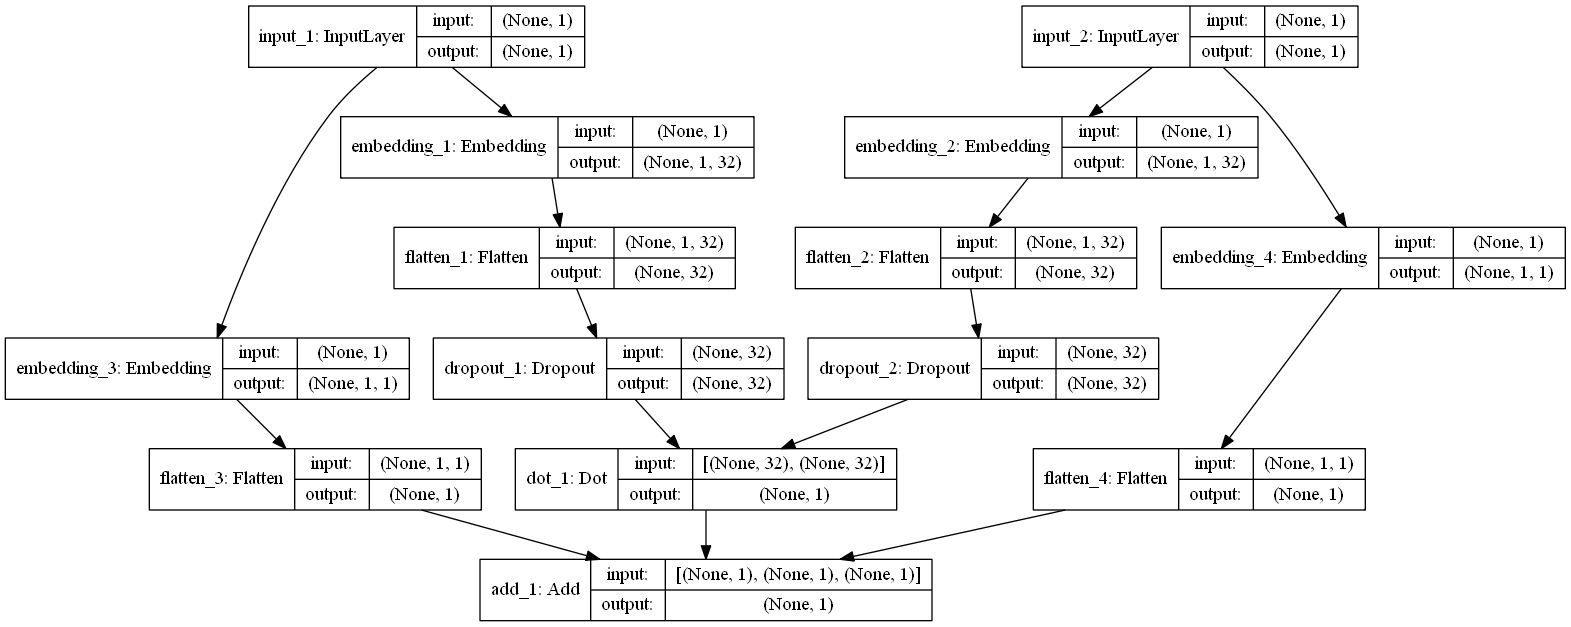 input_1: InputLayer
input: (None, 1)
output: (None, 1)
input_2: InputLayer
input: (None, 1)
output: (None, 1)
embedding_1: Embedding
input: (None, 1)
output: (None, 1, 32)
embedding_2: Embedding
input: (None, 1)
output: (None, 1, 32)
flatten_1: Flatten
input: (None, 1, 32)
output: (None, 32)
flatten_2: Flatten
input: (None, 1, 32)
output: (None, 32)
embedding_4: Embedding
input: (None, 1)
output: (None, 1, 1)
embedding_3: Embedding
input: (None, 1)
output: (None, 1, 1)
dropout_1: Dropout
input: (None, 32)
output: (None, 32)
dropout_2: Dropout
input: (None, 32)
output: (None, 32)
flatten_3: Flatten
input: (None, 1, 1)
output: (None, 1)
dot_1: Dot
input: [(None, 32), (None, 32)]
output: (None, 1)
flatten_4: Flatten
input: (None, 1, 1)
output: (None, 1)
add_1: Add
input: [(None, 1), (None, 1), (None, 1)]
output: (None, 1)